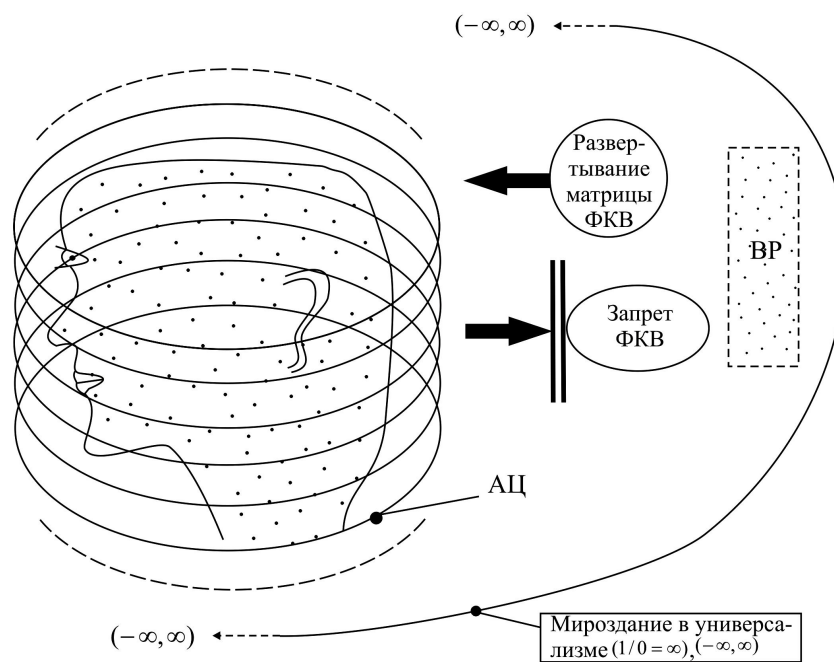 (−∞,∞)
Развер-
тывание
матрицы
ФКВ
ВР
Запрет
ФКВ
АЦ
(−∞,∞)
Мироздание в универса-
лизме (1/0 = ∞),(−∞,∞)